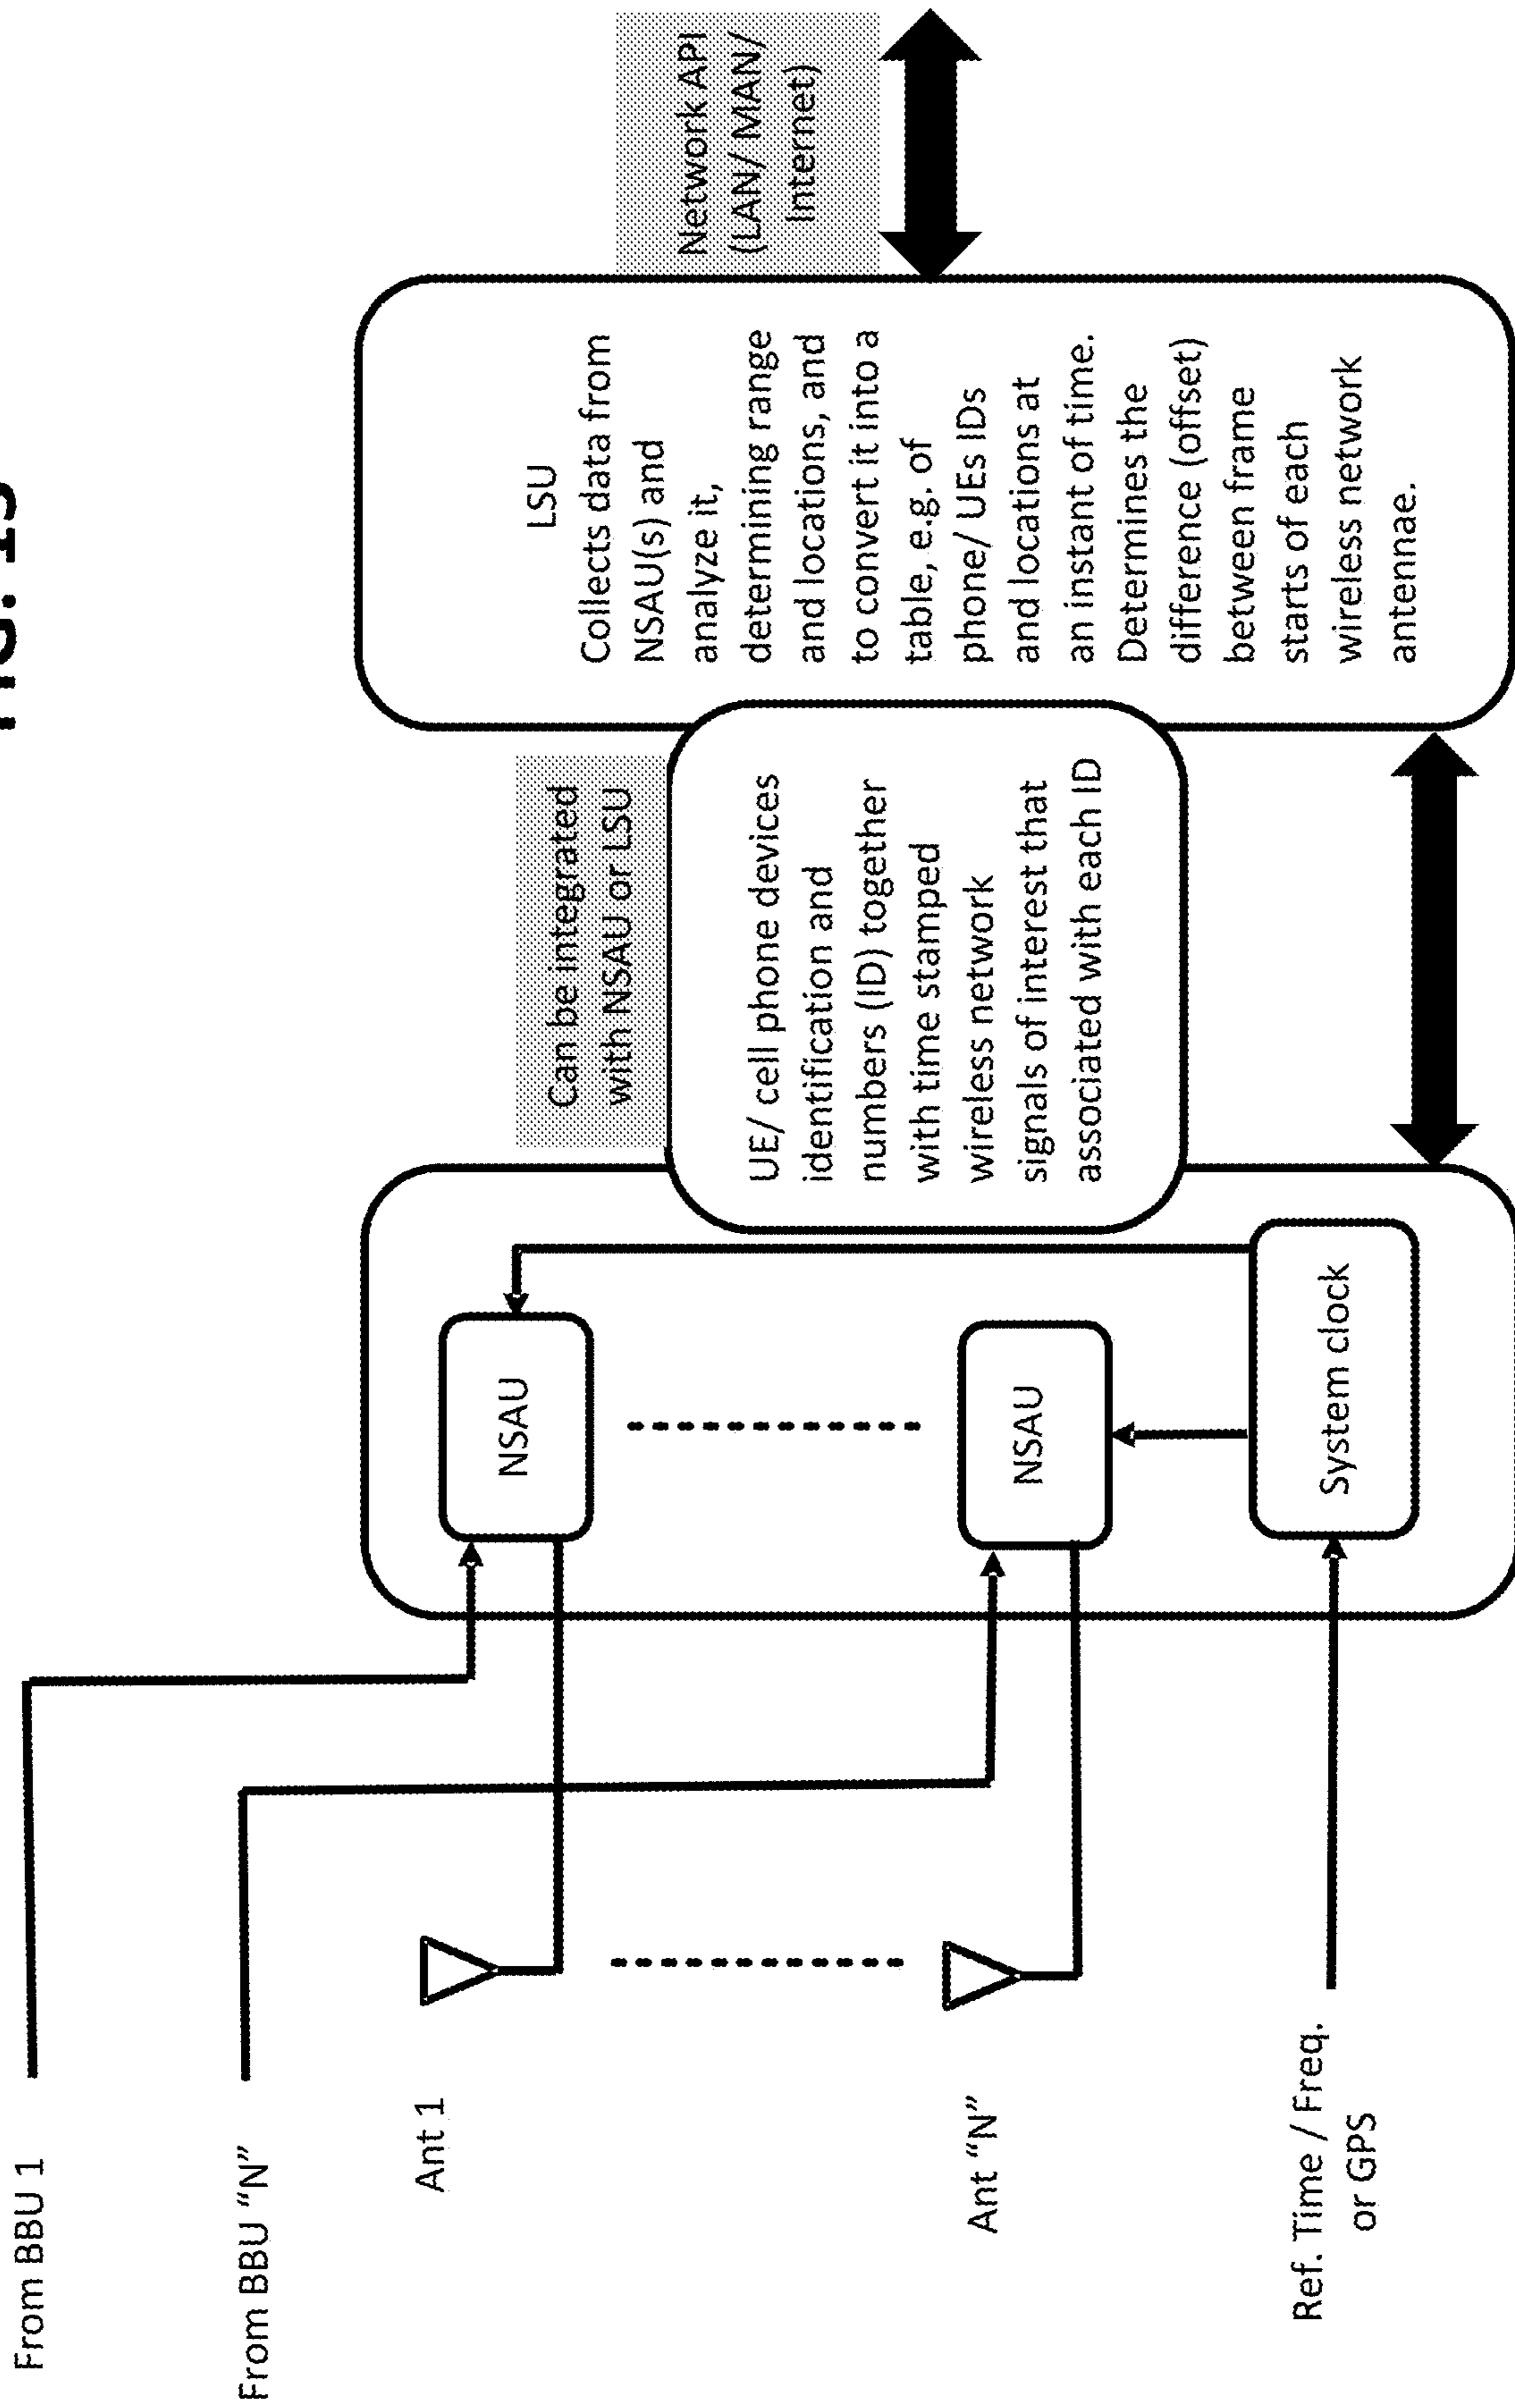 From BBU 1
From BBU “N”
Ant 1
Ant “N”
Ref. Time / Freq.
or GPS
NSAU
NSAU
System clock
Can be integrated
with NSAU or LSU
UE/ cell phone devices
identification and
numbers (ID) together
with time stamped
wireless network
signals of interest that
associated with each ID
LSU
Collects data from
NSAU(s) and
analyze it,
determining range
and locations, and
to convert it into a
table, e.g. of
phone/ UEs IDs
and locations at
an instant of time.
Determines the
difference (offset)
between frame
starts of each
wireless network
antennae.
Network API
(LAN/ MAN/
Internet)